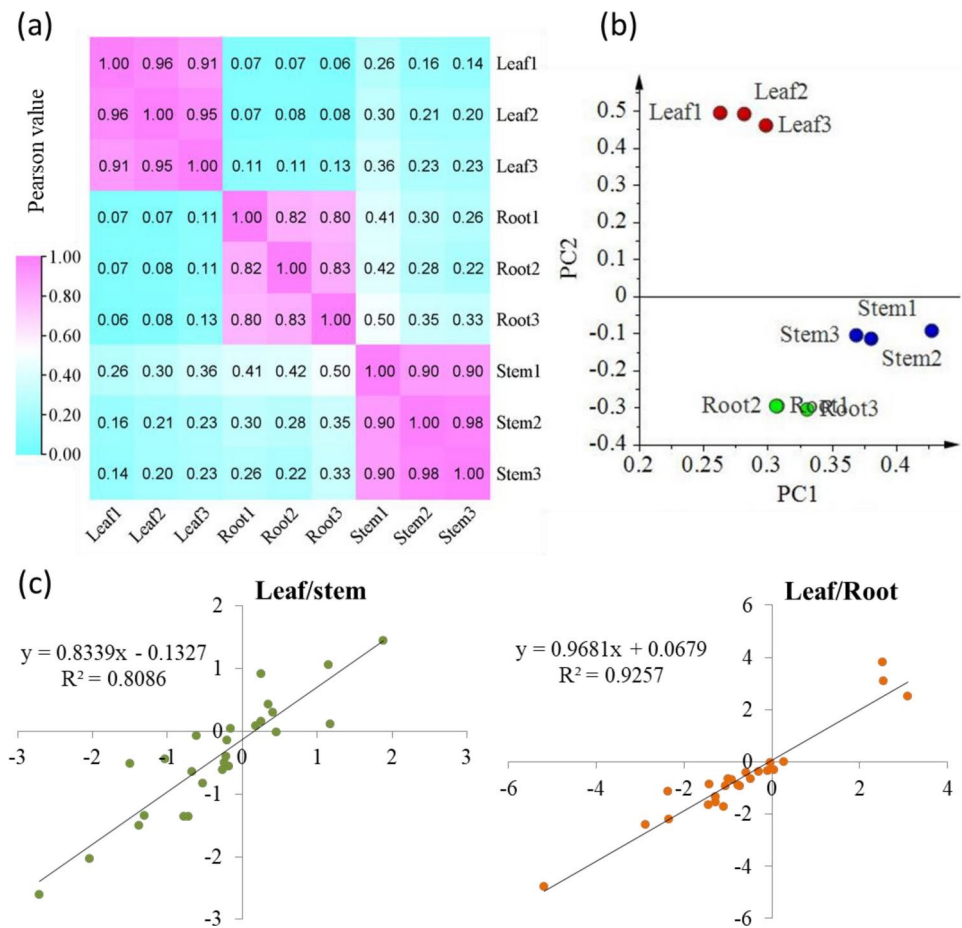 (a)
Pearson value
1.00
0.80
0.60
0.40
0.20
0.00
1.00 0.96 0.91 0.07 0.07 0.06 0.26 0.16 0.14 Leaf1
0.96 1.00 0.95 0.07 0.08 0.08 0.30 0.21 0.20 Leaf2
0.91 0.95 1.00 0.11 0.11 0.13 0.36 0.23 0.23 Leaf3
0.07 0.07 0.11 1.00 0.82 0.80 0.41 0.30 0.26 Root1
0.07 0.08 0.11 0.82 1.00 0.83 0.42 0.28 0.22 Root2
0.06 0.08 0.13 0.80 0.83 1.00 0.50 0.35 0.33 Root3
0.26 0.30 0.36 0.41 0.42 0.50 1.00 0.90 0.90 Stem1
0.16 0.21 0.23 0.30 0.28 0.35 0.90 1.00 0.98 Stem2
0.14 0.20 0.23 0.26 0.22 0.33 0.90 0.98 1.00 Stem3
Leaf1 Leaf2 Leaf3 Root1 Root2 Root3 Stem1 Stem2 Stem3
(b)
PC2
0.5
0.4
0.3
0.2
0.1
0
-0.1
-0.2
-0.3
-0.4
Leaf1 Leaf2
Leaf3
Stem1
Stem3
Stem2
Root2 Root1 Root3
0.2 0.25 0.3 0.35 0.4
PC1
(c)
Leaf/stem
y = 0.8339x - 0.1327
R² = 0.8086
2
1
0
-1
-2
-3
-3 -2 -1 0 1 2 3
Leaf/Root
y = 0.9681x + 0.0679
R² = 0.9257
6
4
2
0
-2
-4
-6
-6 -4 -2 0 2 4